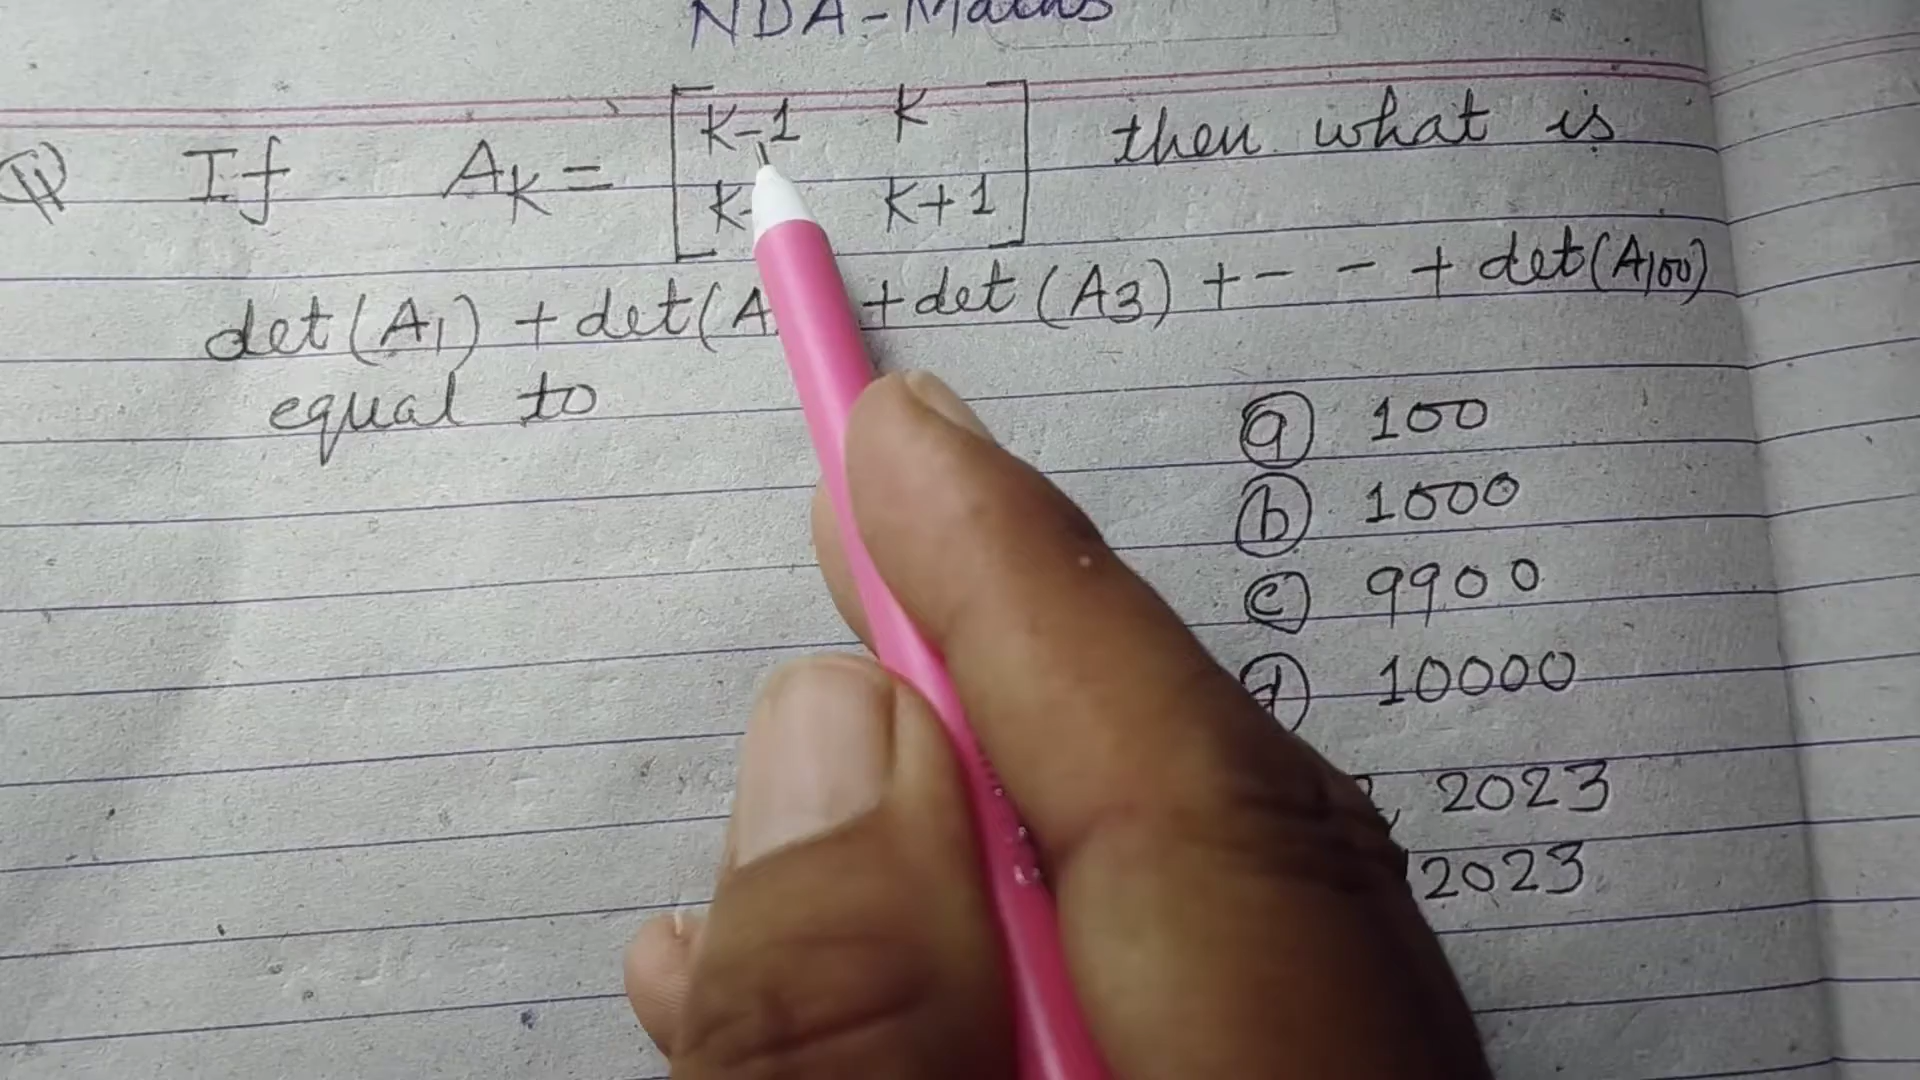 NDA-Maths
Q If A_K = [K-1 K
K- K+1] then what is
det(A1) + det(A + det(A3) + - - + det(A100)
equal to
(a) 100
(b) 1000
(c) 9900
(d) 10000
2023
2023